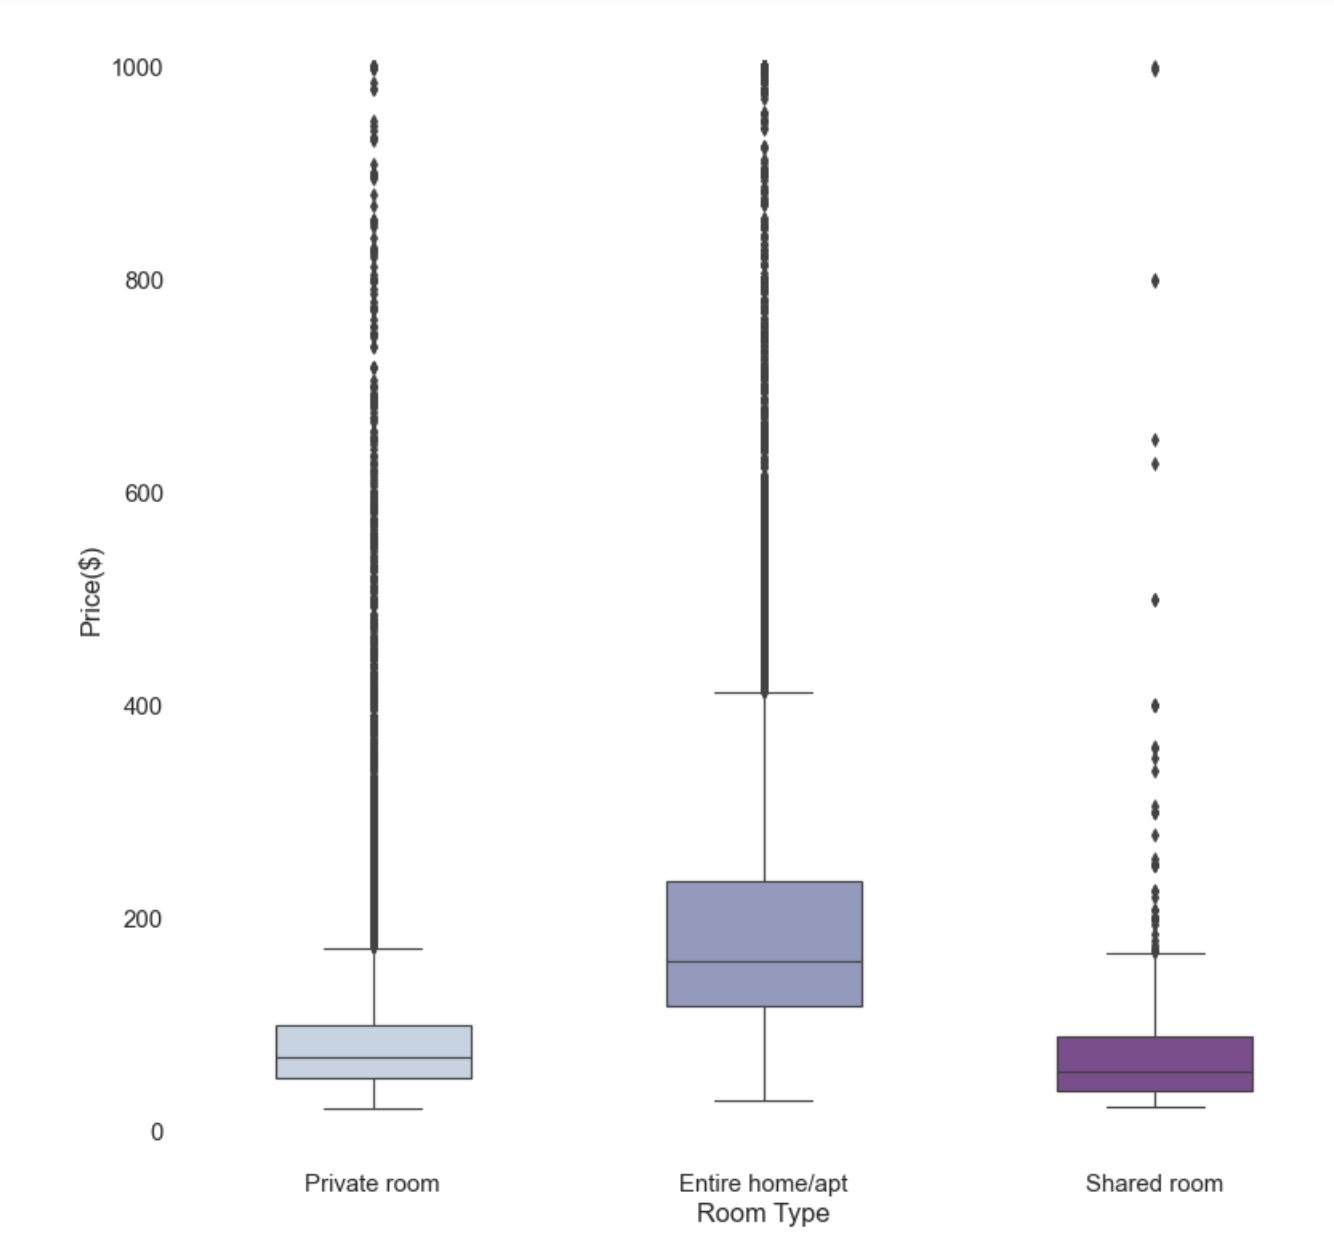 1000
800
600
400
200
0
Price($)
Private room
Entire home/apt
Shared room
Room Type